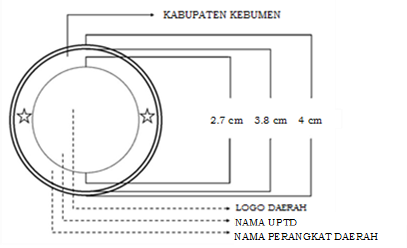 KABUPATEN KEBUMEN
2.7 cm 3.8 cm 4 cm
LOGO DAERAH
NAMA UPTD
NAMA PERANGKAT DAERAH